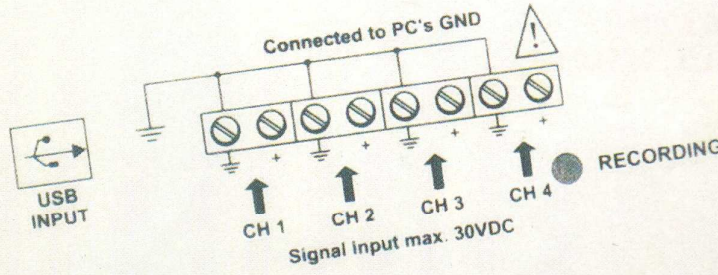 Connected to PC's GND
!
+ + + +
USB
INPUT
CH 1
CH 2
CH 3
CH 4
RECORDING
Signal input max. 30VDC